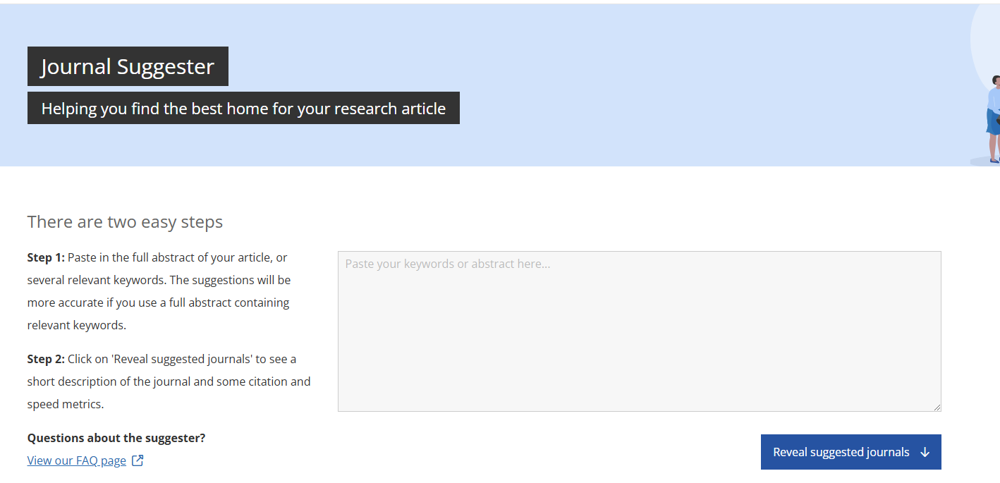 Journal Suggester
Helping you find the best home for your research article
There are two easy steps
Step 1: Paste in the full abstract of your article, or
several relevant keywords. The suggestions will be
more accurate if you use a full abstract containing
relevant keywords.
Step 2: Click on 'Reveal suggested journals' to see a
short description of the journal and some citation and
speed metrics.
Questions about the suggester?
View our FAQ page
Paste your keywords or abstract here...
Reveal suggested journals